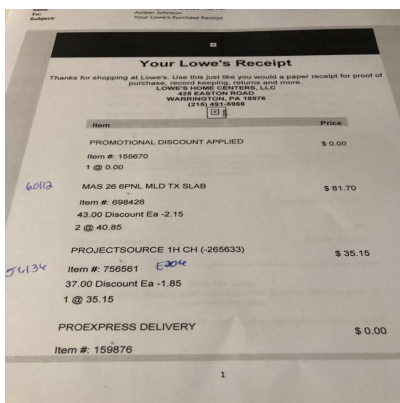 To: Amber Johnson
Subject: Your Lowe's Purchase Receipt
Your Lowe's Receipt
Thanks for shopping at Lowe's. Use this just like you would a paper receipt for proof of
purchase, record keeping, returns and more.
LOWE'S HOME CENTERS, LLC
425 EASTON ROAD
WARRINGTON, PA 18976
(215) 491-5968
Item Price
PROMOTIONAL DISCOUNT APPLIED $ 0.00
Item #: 155670
1 @ 0.00
60112 MAS 26 6PNL MLD TX SLAB $ 81.70
Item #: 698426
43.00 Discount Ea -2.15
2 @ 40.85
PROJECTSOURCE 1H CH (-265633) $ 35.15
Item #: 756561
37.00 Discount Ea -1.85
1 @ 35.15
PROEXPRESS DELIVERY $ 0.00
Item #: 159876
1